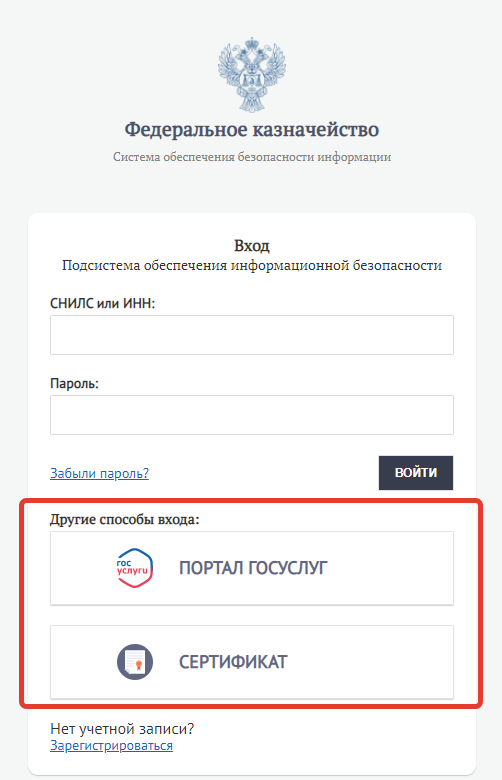 Федеральное казначейство
Система обеспечения безопасности информации
Вход
Подсистема обеспечения информационной безопасности
СНИЛС или ИНН:
Пароль:
Забыли пароль?
ВОЙТИ
Другие способы входа:
гос
услуги
ПОРТАЛ ГОСУСЛУГ
СЕРТИФИКАТ
Нет учетной записи?
Зарегистрироваться